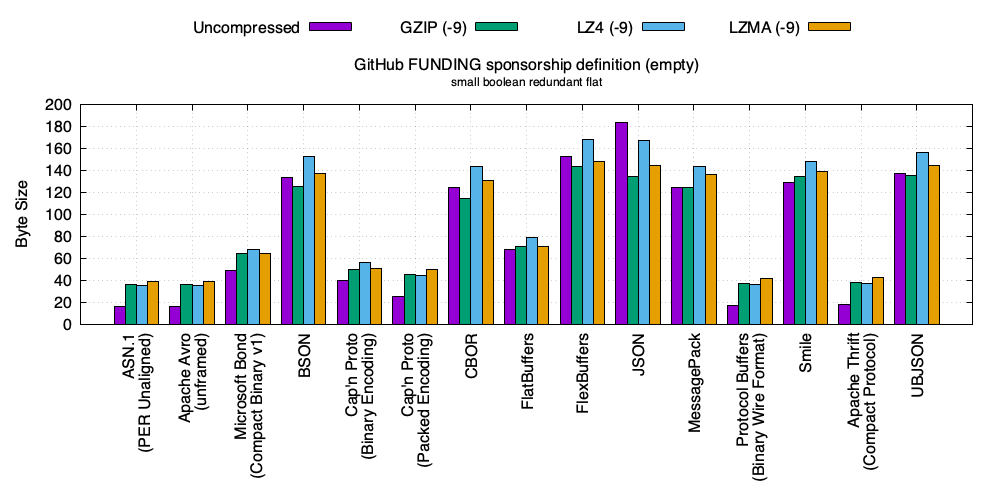 Uncompressed GZIP (-9) LZ4 (-9) LZMA (-9)
GitHub FUNDING sponsorship definition (empty)
small boolean redundant flat
Byte Size
200
180
160
140
120
100
80
60
40
20
0
ASN.1
(PER Unaligned)
Apache Avro
(unframed)
Microsoft Bond
(Compact Binary v1)
BSON
Cap'n Proto
(Binary Encoding)
Cap'n Proto
(Packed Encoding)
CBOR
FlatBuffers
FlexBuffers
JSON
MessagePack
Protocol Buffers
(Binary Wire Format)
Smile
Apache Thrift
(Compact Protocol)
UBJSON